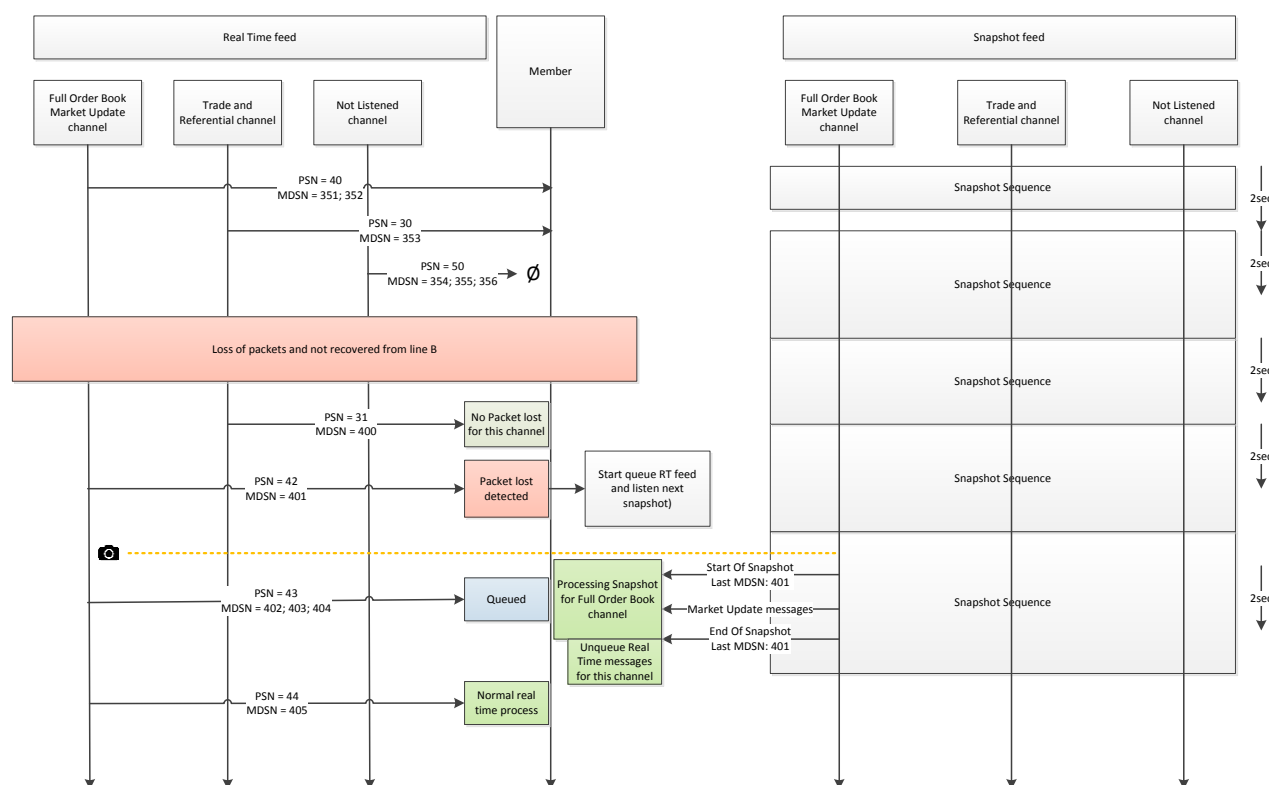 Real Time feed
Member
Snapshot feed
Full Order Book
Market Update
channel
Trade and
Referential channel
Not Listened
channel
Full Order Book
Market Update
channel
Trade and
Referential channel
Not Listened
channel
PSN = 40
MDSN = 351; 352
Snapshot Sequence
2sec
PSN = 30
MDSN = 353
PSN = 50
MDSN = 354; 355; 356
Ø
Snapshot Sequence
2sec
Loss of packets and not recovered from line B
Snapshot Sequence
2sec
PSN = 31
MDSN = 400
No Packet lost
for this channel
PSN = 42
MDSN = 401
Packet lost
detected
Start queue RT feed
and listen next
snapshot)
Snapshot Sequence
2sec
Start Of Snapshot
Last MDSN: 401
PSN = 43
MDSN = 402; 403; 404
Queued
Processing Snapshot
for Full Order Book
channel
Market Update messages
Snapshot Sequence
2sec
End Of Snapshot
Last MDSN: 401
Unqueue Real
Time messages
for this channel
PSN = 44
MDSN = 405
Normal real
time process